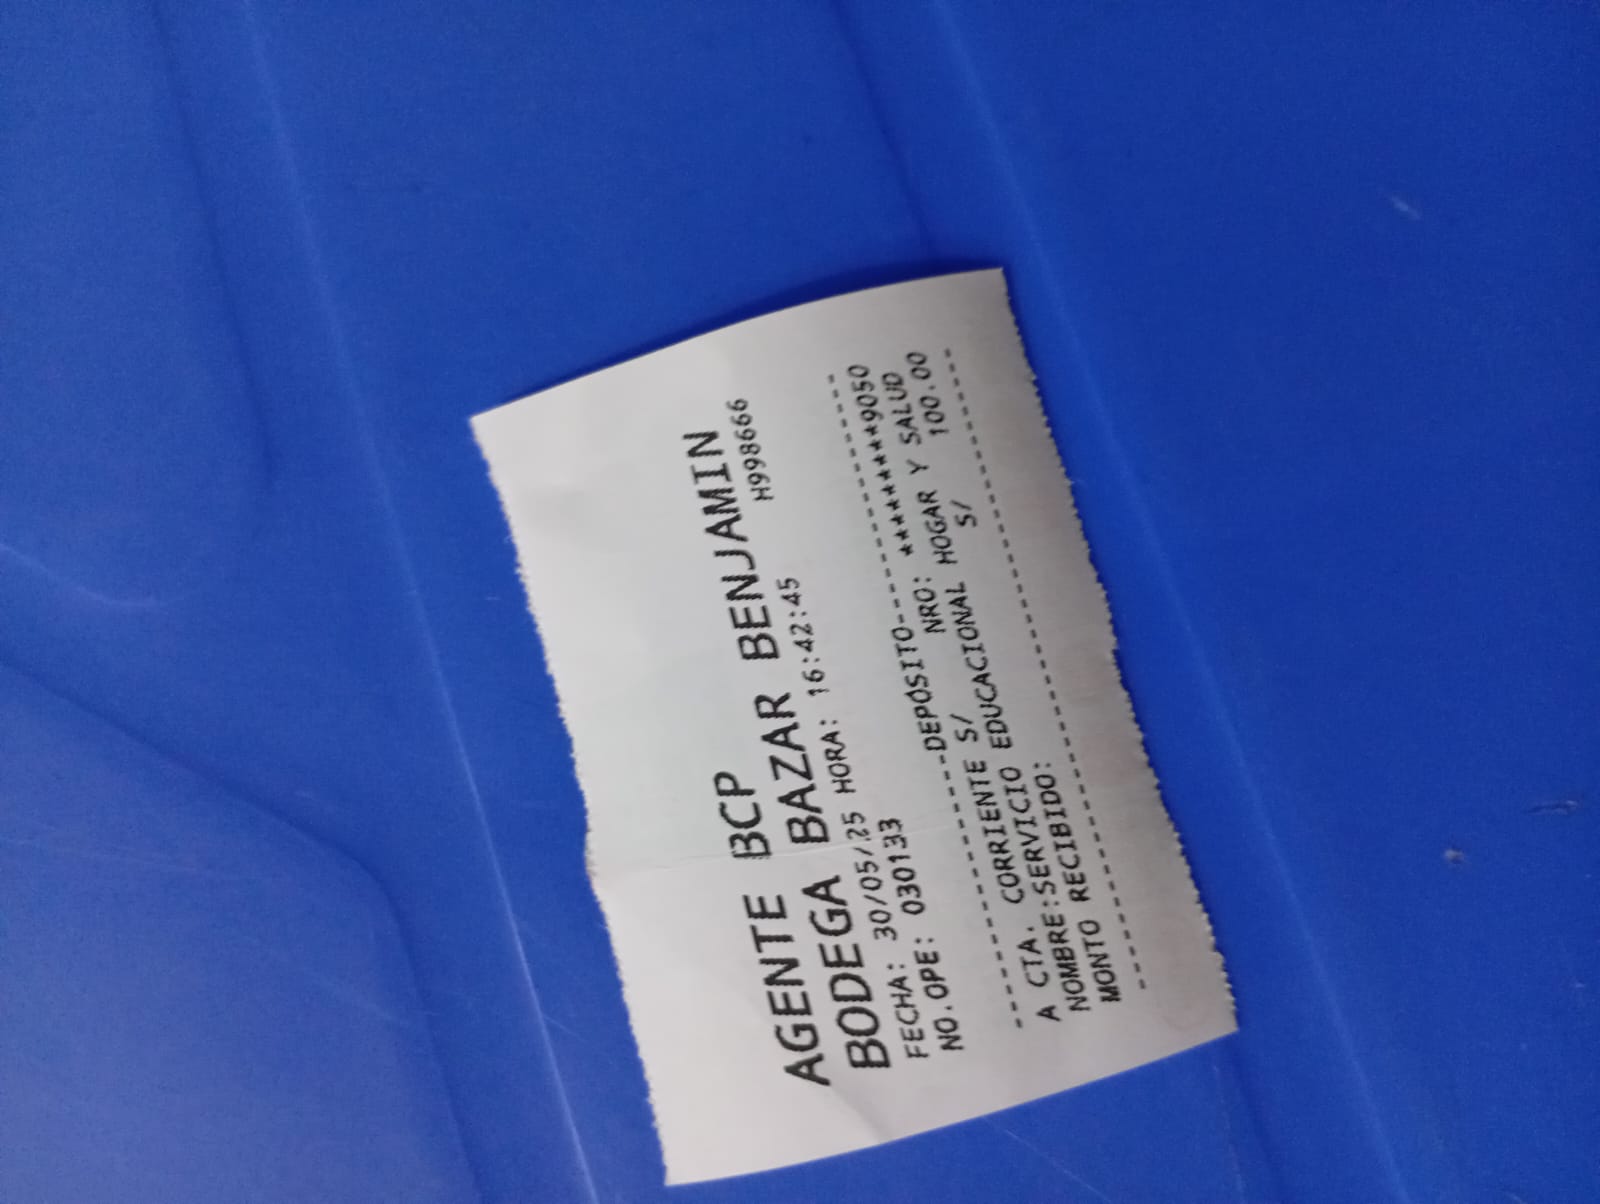 AGENTE BCP
BODEGA BAZAR BENJAMIN
FECHA: 30/05/25 HORA: 16:42:45 H998666
NO.OPE: 030133
-----------------DEPOSITO-----------------
A CTA. CORRIENTE S/ NRO: *********9050
NOMBRE:SERVICIO EDUCACIONAL HOGAR Y SALUD
MONTO RECIBIDO: S/ 100.00
------------------------------------------